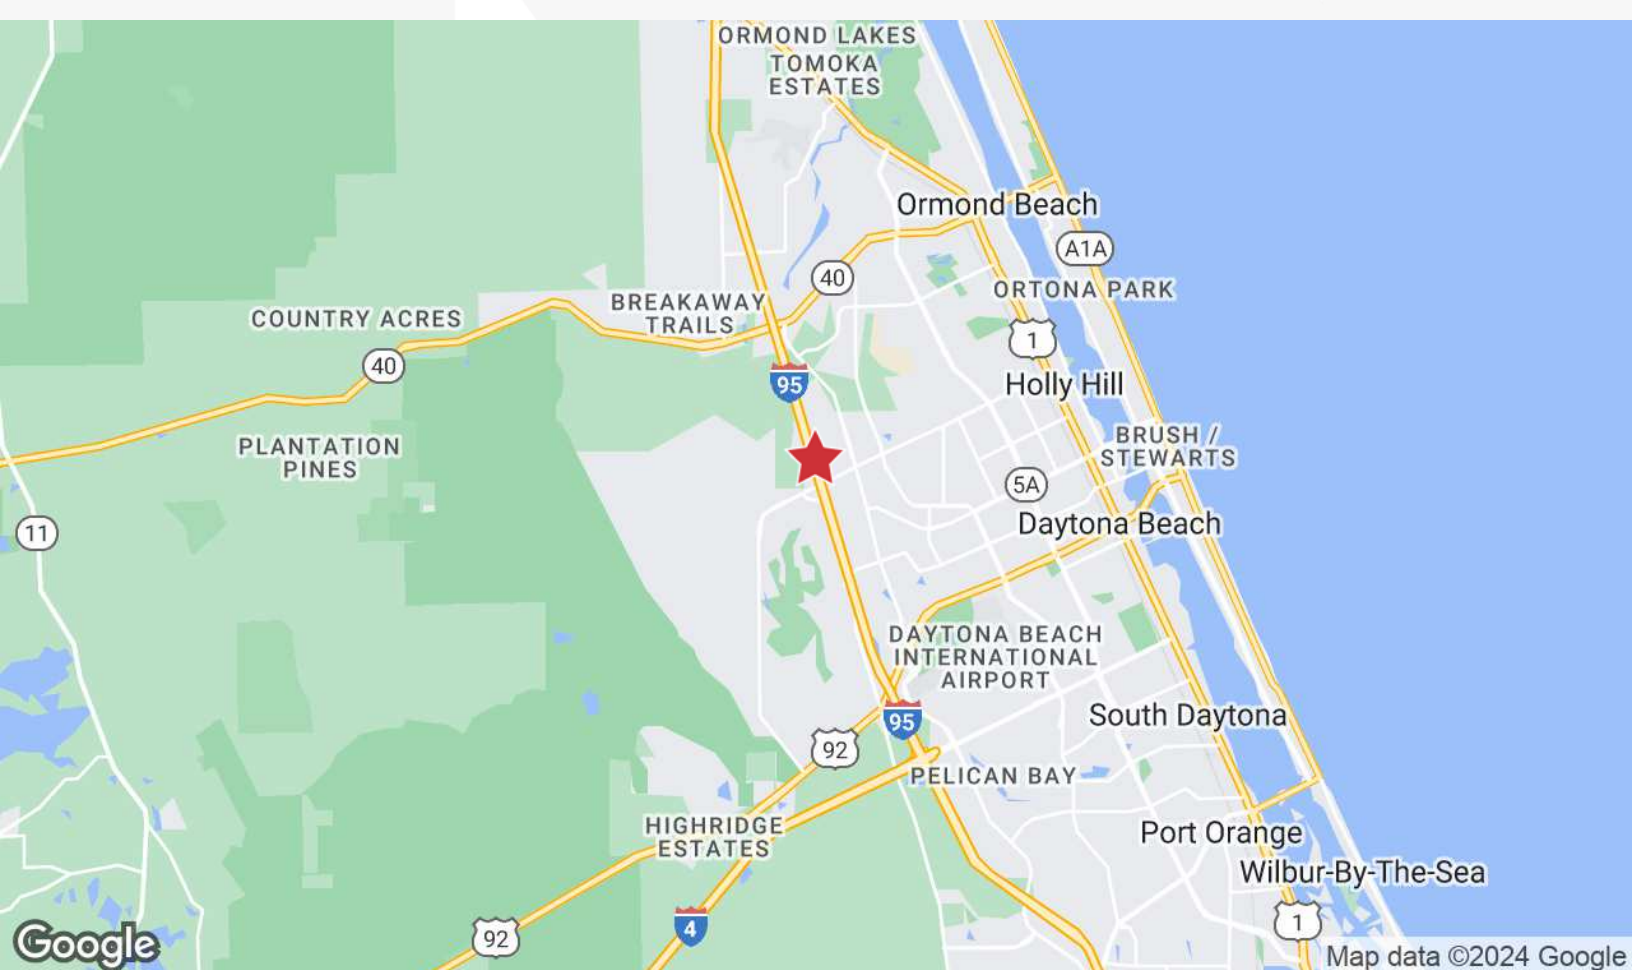 ORMOND LAKES
TOMOKA
ESTATES
Ormond Beach
A1A
40
ORTONA PARK
BREAKAWAY
TRAILS
COUNTRY ACRES
1
40
95
Holly Hill
BRUSH /
STEWARTS
PLANTATION
PINES
5A
Daytona Beach
11
DAYTONA BEACH
INTERNATIONAL
AIRPORT
South Daytona
95
92
PELICAN BAY
HIGHRIDGE
ESTATES
Port Orange
Wilbur-By-The-Sea
1
4
92
Google
Map data ©2024 Google